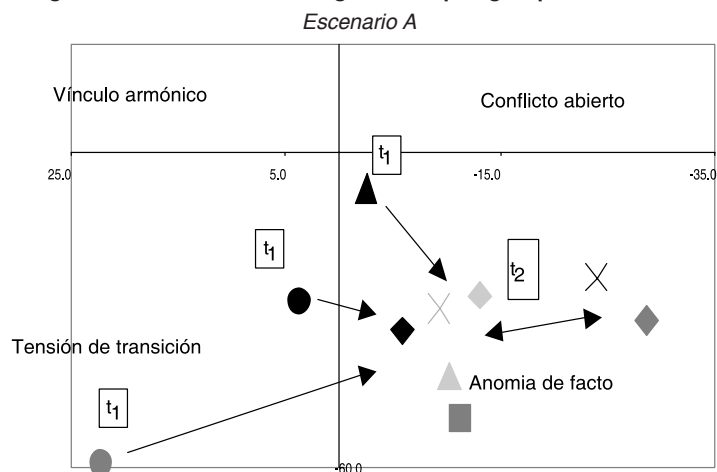 Escenario A
Vínculo armónico
Conflicto abierto
t1
25.0 5.0 -15.0 -35.0
t1
t2
Tensión de transición
Anomia de facto
t1
-60.0